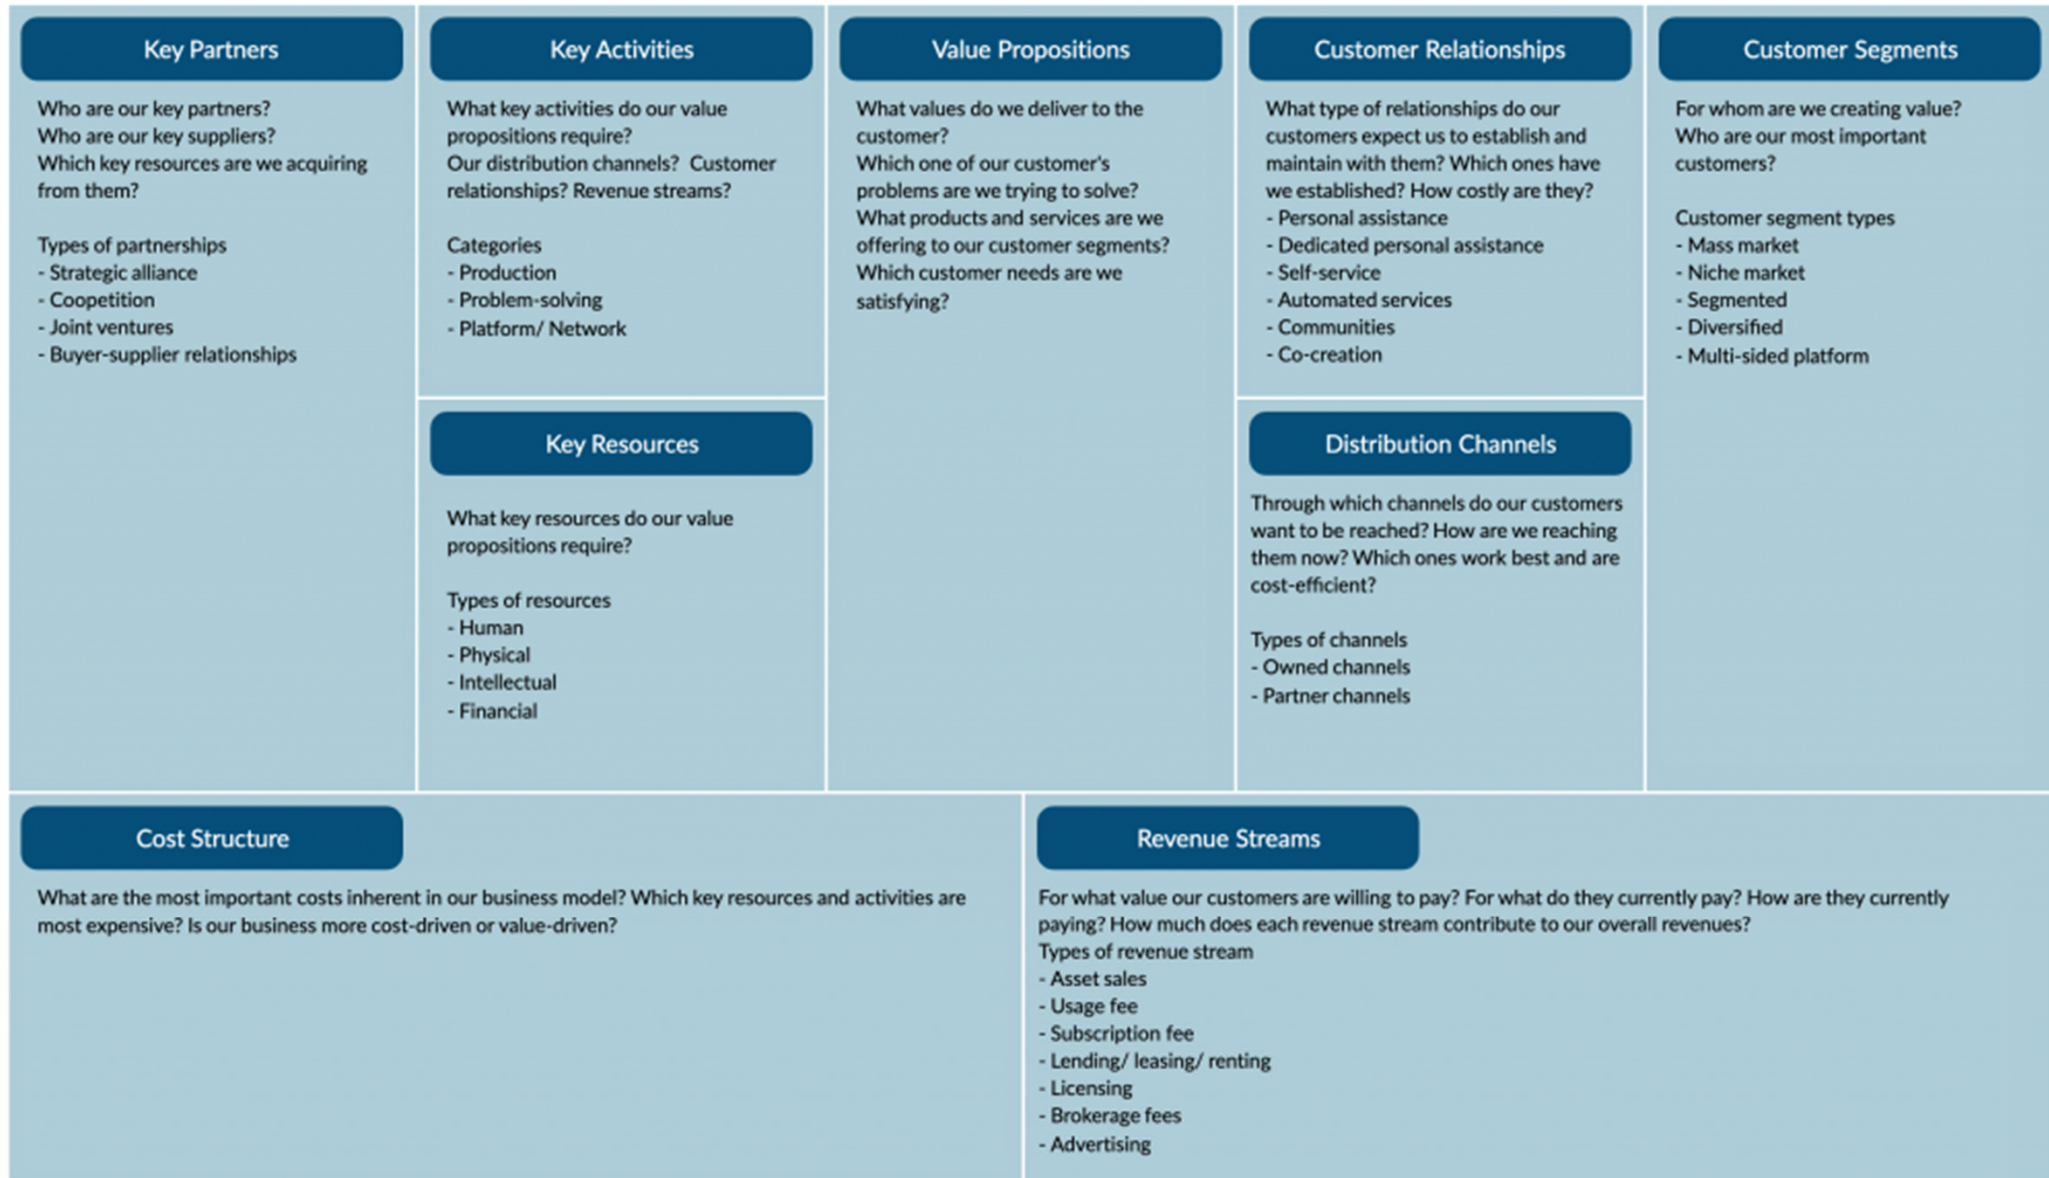 Key Partners
Who are our key partners?
Who are our key suppliers?
Which key resources are we acquiring
from them?
Types of partnerships
- Strategic alliance
- Coopetition
- Joint ventures
- Buyer-supplier relationships
Key Activities
What key activities do our value
propositions require?
Our distribution channels?  Customer
relationships? Revenue streams?
Categories
- Production
- Problem-solving
- Platform/ Network
Key Resources
What key resources do our value
propositions require?
Types of resources
- Human
- Physical
- Intellectual
- Financial
Value Propositions
What values do we deliver to the
customer?
Which one of our customer's
problems are we trying to solve?
What products and services are we
offering to our customer segments?
Which customer needs are we
satisfying?
Customer Relationships
What type of relationships do our
customers expect us to establish and
maintain with them? Which ones have
we established? How costly are they?
- Personal assistance
- Dedicated personal assistance
- Self-service
- Automated services
- Communities
- Co-creation
Distribution Channels
Through which channels do our customers
want to be reached? How are we reaching
them now? Which ones work best and are
cost-efficient?
Types of channels
- Owned channels
- Partner channels
Customer Segments
For whom are we creating value?
Who are our most important
customers?
Customer segment types
- Mass market
- Niche market
- Segmented
- Diversified
- Multi-sided platform
Cost Structure
What are the most important costs inherent in our business model? Which key resources and activities are
most expensive? Is our business more cost-driven or value-driven?
Revenue Streams
For what value our customers are willing to pay? For what do they currently pay? How are they currently
paying? How much does each revenue stream contribute to our overall revenues?
Types of revenue stream
- Asset sales
- Usage fee
- Subscription fee
- Lending/ leasing/ renting
- Licensing
- Brokerage fees
- Advertising